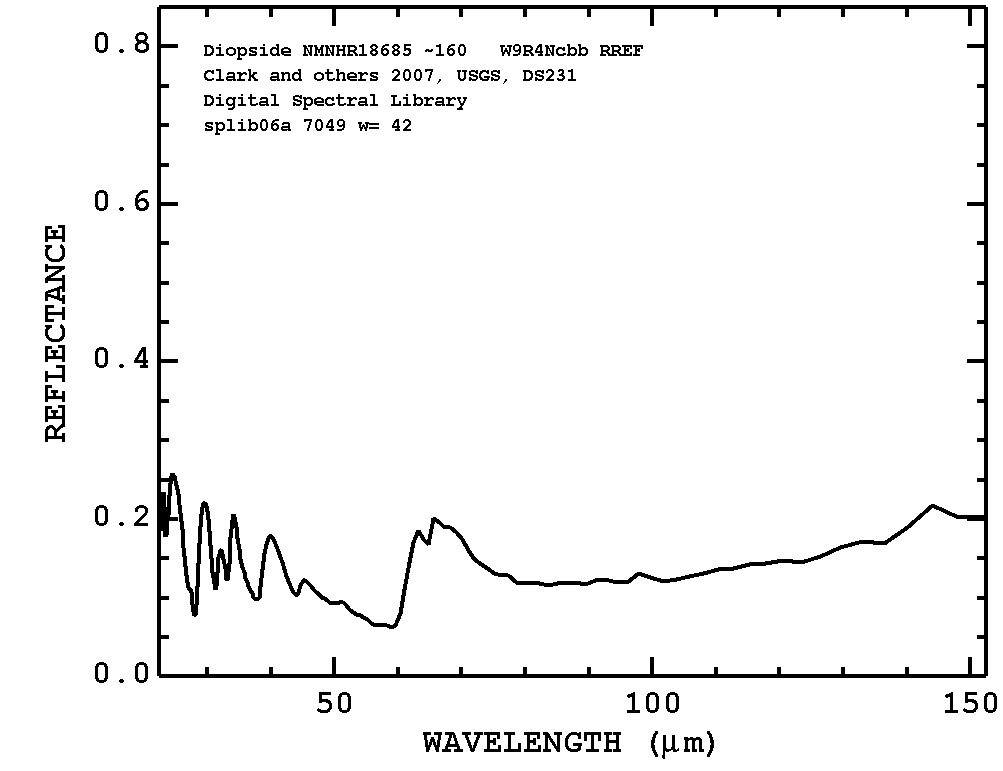 0.8
Diopside NMNHR18685 ~160 W9R4Ncbb RREF
Clark and others 2007, USGS, DS231
Digital Spectral Library
splib06a 7049 w= 42
0.6
REFLECTANCE
0.4
0.2
0.0
50 100 150
WAVELENGTH (μm)